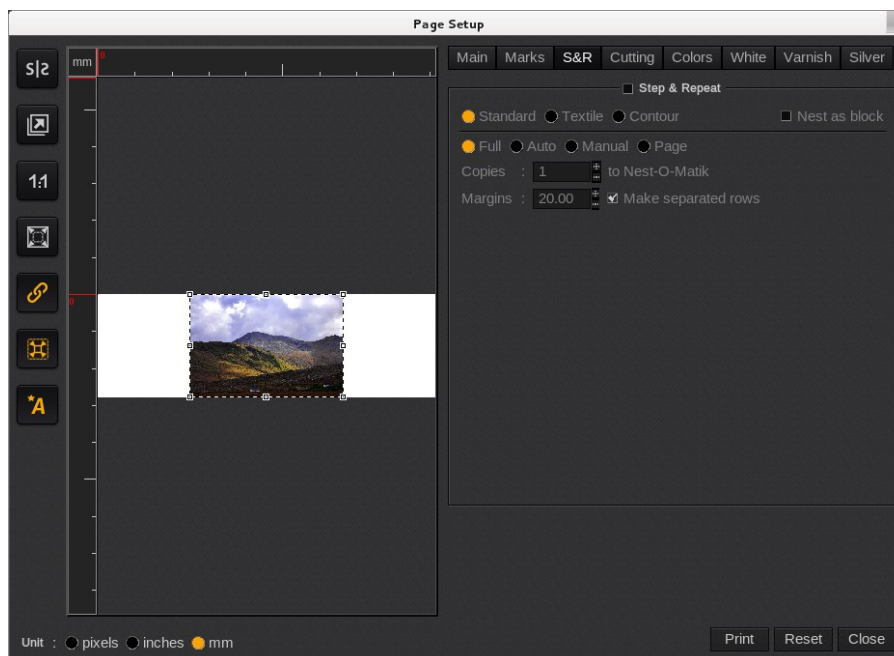 Page Setup
S|S
mm 0
Main Marks S&R Cutting Colors White Varnish Silver
Step & Repeat
Standard Textile Contour Nest as block
Full Auto Manual Page
Copies : 1 to Nest-O-Matik
Margins : 20.00 Make separated rows
1:1
0
A
Unit : pixels inches mm
Print Reset Close